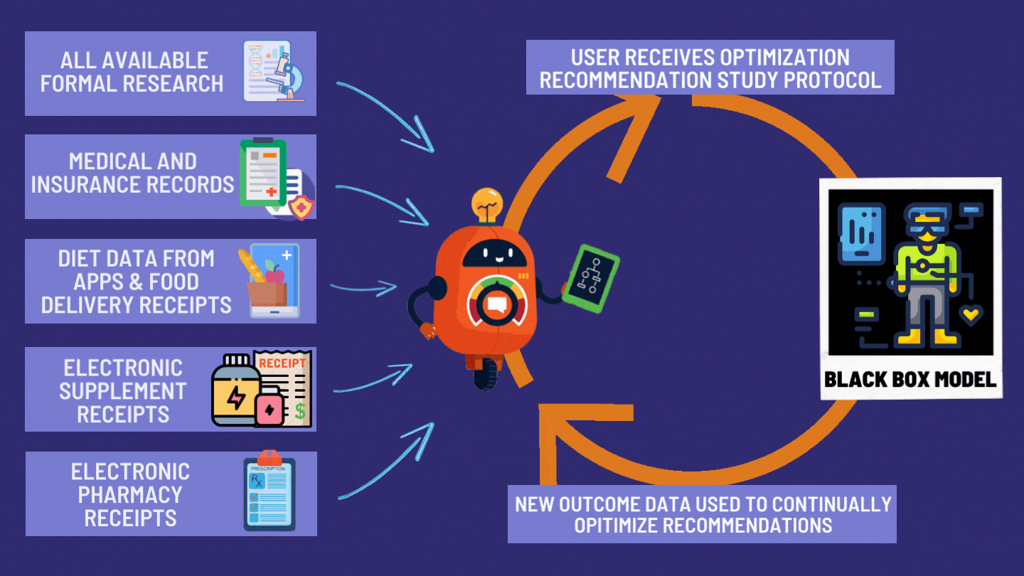 ALL AVAILABLE
FORMAL RESEARCH
MEDICAL AND
INSURANCE RECORDS
DIET DATA FROM
APPS & FOOD
DELIVERY RECEIPTS
ELECTRONIC
SUPPLEMENT
RECEIPTS
RECEIPT
$
ELECTRONIC
PHARMACY
RECEIPTS
PRESCRIPTION
Rx
USER RECEIVES OPTIMIZATION
RECOMMENDATION STUDY PROTOCOL
BLACK BOX MODEL
NEW OUTCOME DATA USED TO CONTINUALLY
OPITIMIZE RECOMMENDATIONS